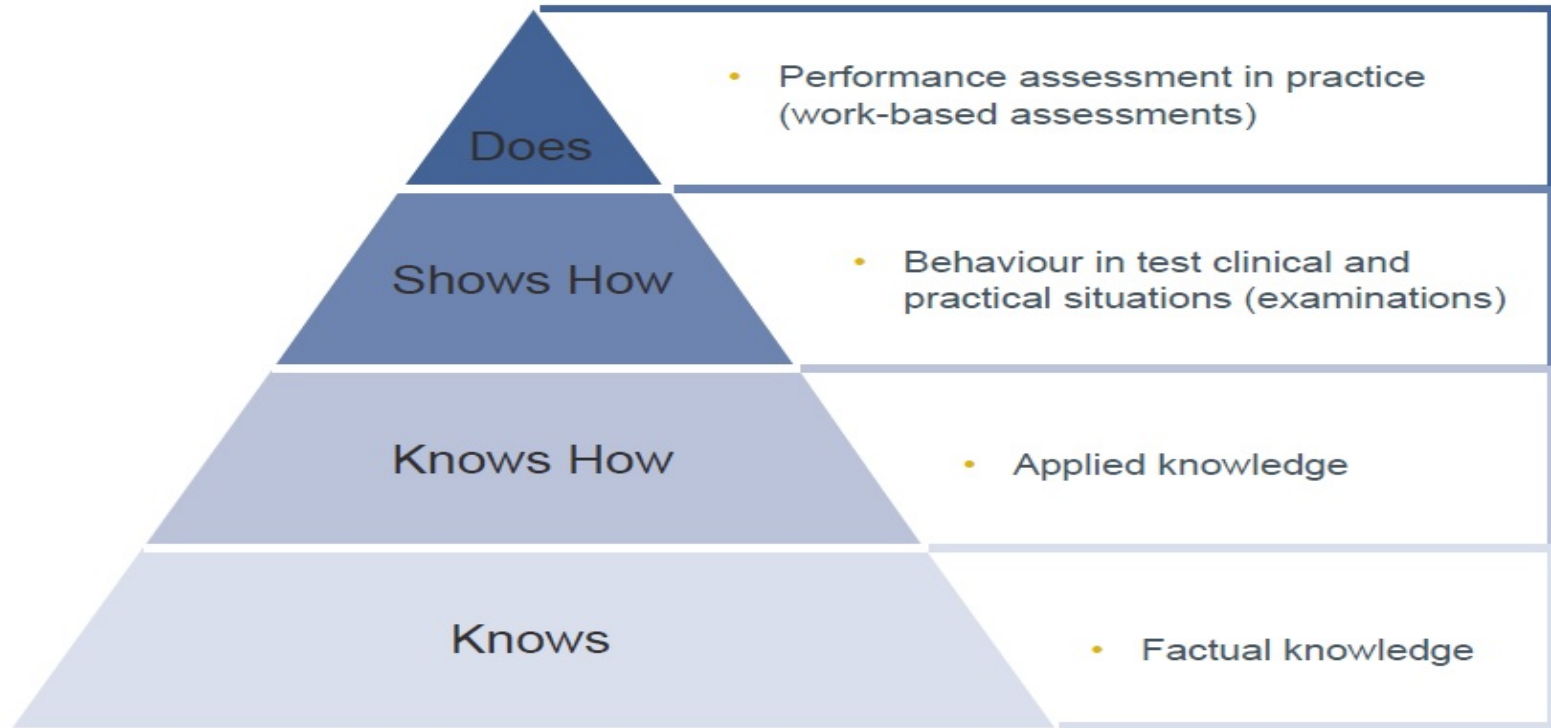 Does
• Performance assessment in practice
(work-based assessments)
Shows How
• Behaviour in test clinical and
practical situations (examinations)
Knows How
• Applied knowledge
Knows
• Factual knowledge